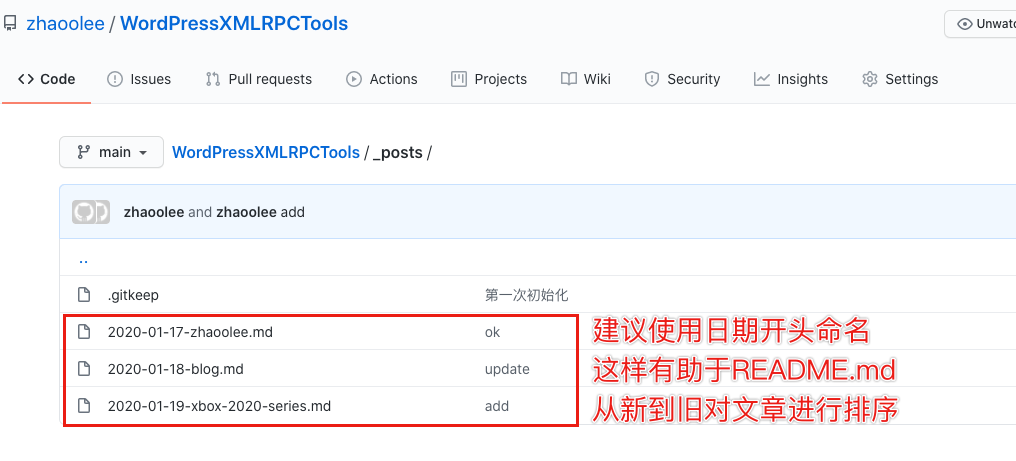 zhaoolee / WordPressXMLRPCTools
Unwatc
Code Issues Pull requests Actions Projects Wiki Security Insights Settings
main WordPressXMLRPCTools / _posts /
zhaoolee and zhaoolee add
..
.gitkeep 第一次初始化
2020-01-17-zhaoolee.md ok
2020-01-18-blog.md update
2020-01-19-xbox-2020-series.md add
建议使用日期开头命名
这样有助于README.md
从新到旧对文章进行排序